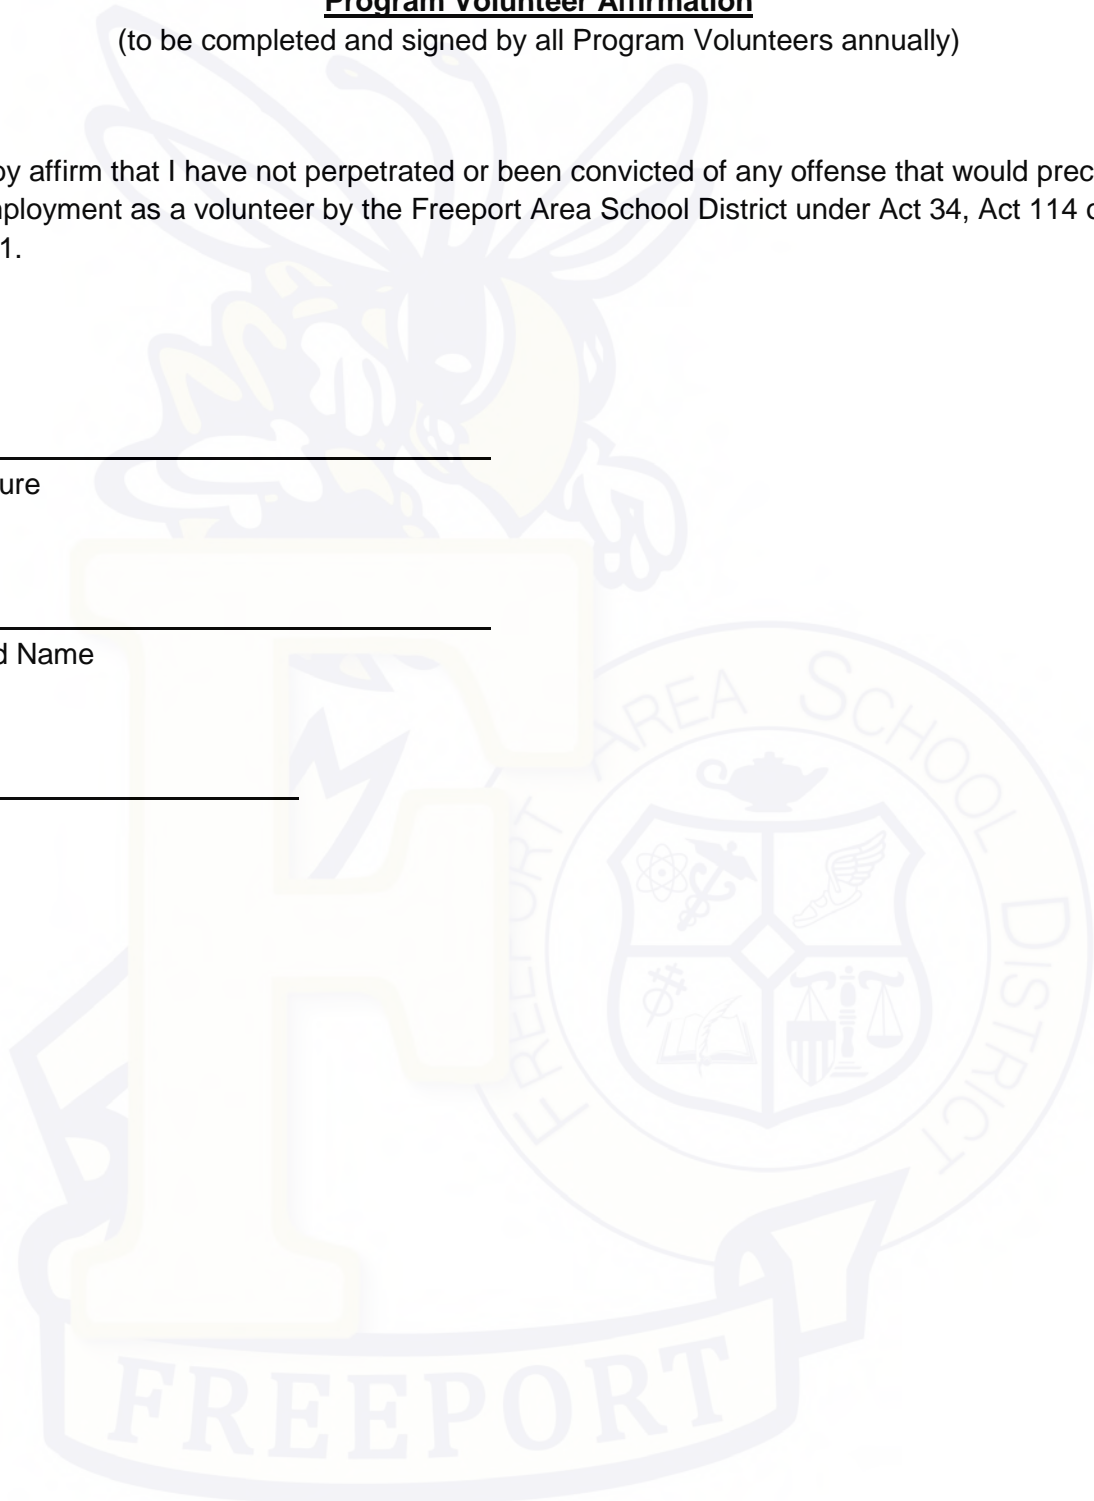 Program Volunteer Affirmation
(to be completed and signed by all Program Volunteers annually)
by affirm that I have not perpetrated or been convicted of any offense that would prec
mployment as a volunteer by the Freeport Area School District under Act 34, Act 114 o
1.
ure
d Name
FREEPORT AREA SCHOOL DISTRICT
FREEPORT